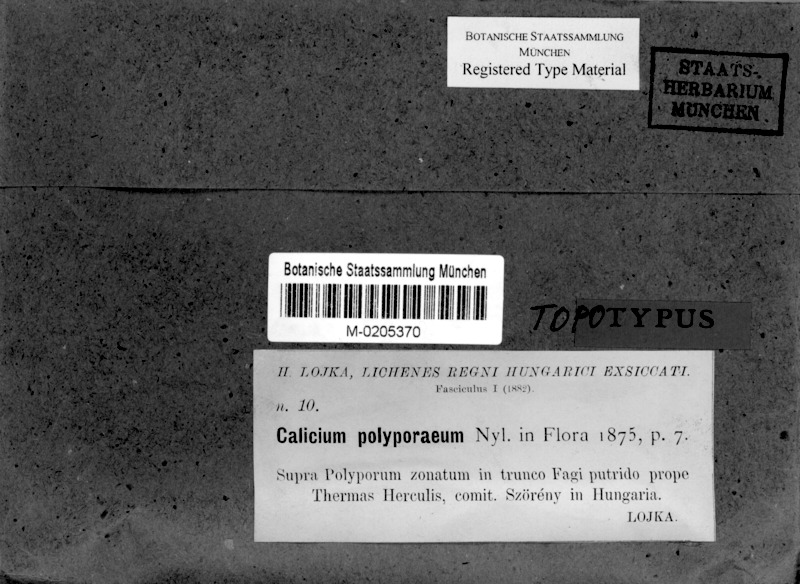 BOTANISCHE STAATSSAMMLUNG
MÜNCHEN
Registered Type Material
STAATS-
HERBARIUM
MÜNCHEN
Botanische Staatssammlung München
M-0205370
TOPOTYPUS
H. LOJKA, LICHENES REGNI HUNGARICI EXSICCATI.
Fasciculus I (1882).
n. 10.
Calicium polyporaeum Nyl. in Flora 1875, p. 7.
Supra Polyporum zonatum in trunco Fagi putrido prope
Thermas Herculis, comit. Szörény in Hungaria.
LOJKA.